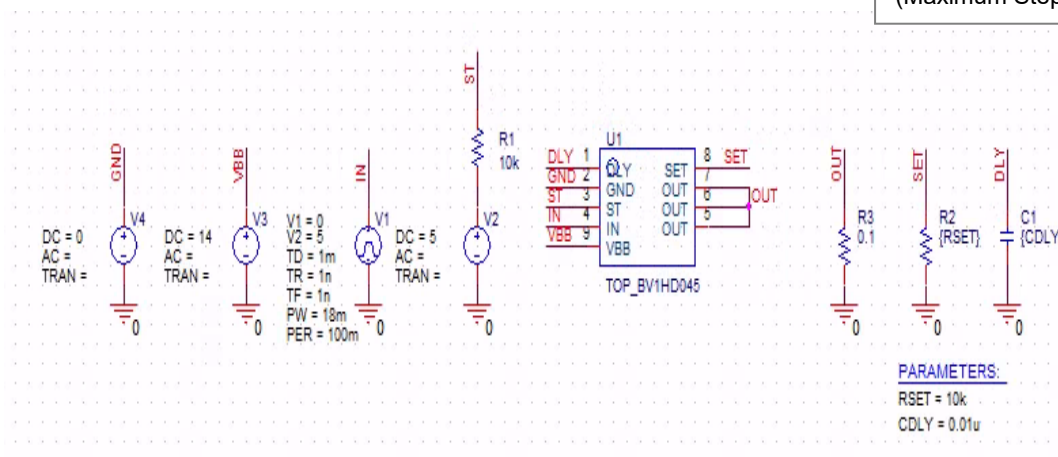 (Maximum Step
ST
R1
10k
GND
VBB
IN
V4
DC = 0
AC =
TRAN =
0
V3
DC = 14
AC =
TRAN =
0
V1
V1 = 0
V2 = 5
TD = 1m
TR = 1n
TF = 1n
PW = 18m
PER = 100m
0
V2
DC = 5
AC =
TRAN =
0
U1
DLY 1 DLY
GND 2 GND
ST 3 ST
IN 4 IN
VBB 9 VBB
SET 8 SET
OUT 7
OUT 6 OUT
OUT 5
TOP_BV1HD045
OUT
R3
0.1
0
SET
R2
{RSET}
0
DLY
C1
{CDLY
0
PARAMETERS:
RSET = 10k
CDLY = 0.01u